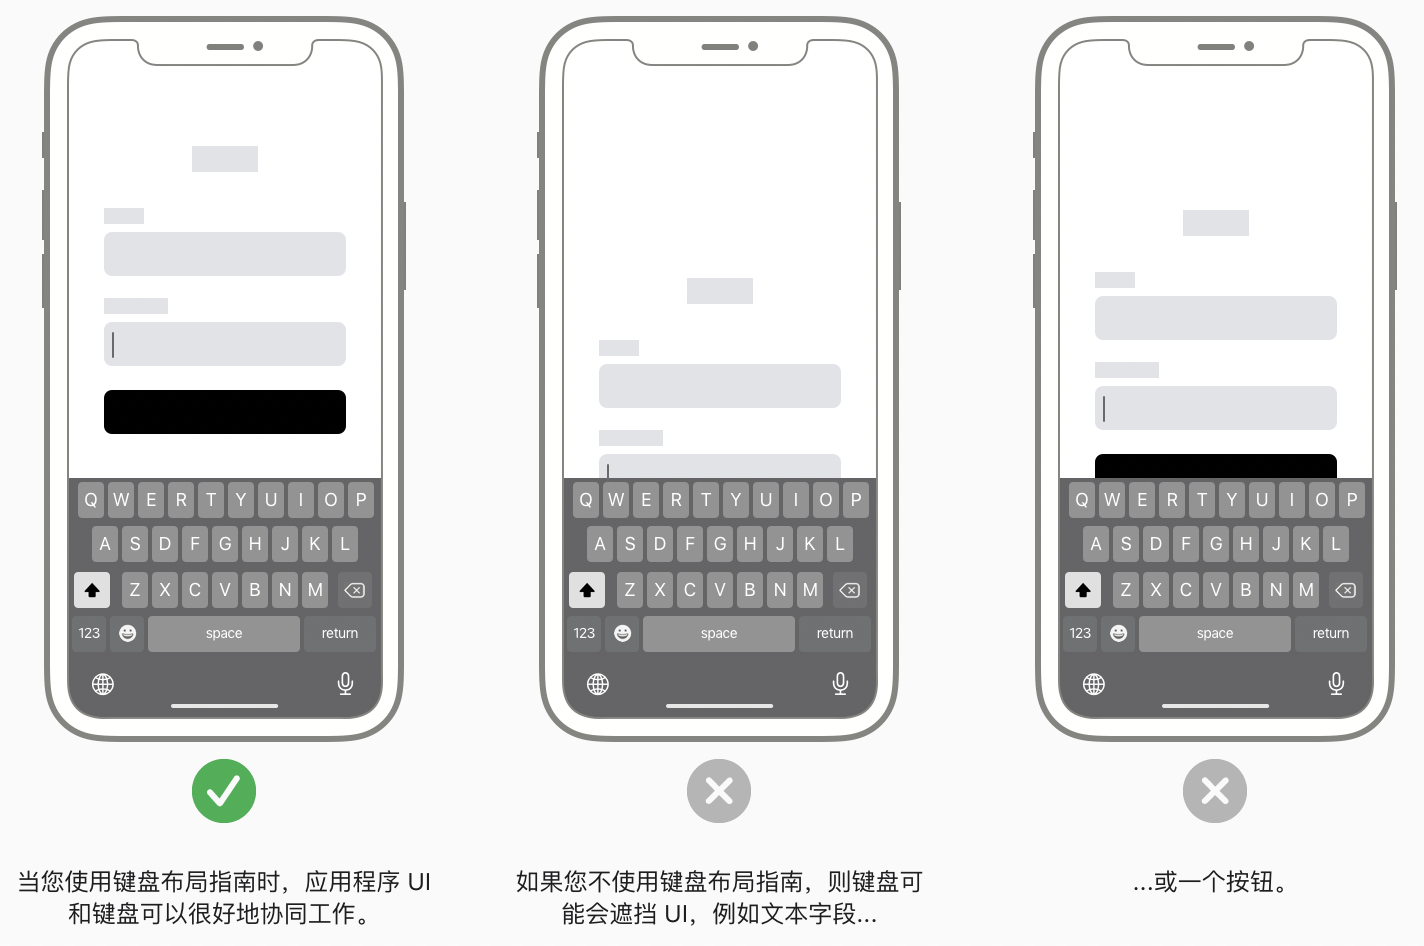 Q W E R T Y U I O P
A S D F G H J K L
Z X C V B N M
123 space return
Q W E R T Y U I O P
A S D F G H J K L
Z X C V B N M
123 space return
Q W E R T Y U I O P
A S D F G H J K L
Z X C V B N M
123 space return
当您使用键盘布局指南时，应用程序 UI
和键盘可以很好地协同工作。
如果您不使用键盘布局指南，则键盘可
能会遮挡 UI，例如文本字段...
...或一个按钮。